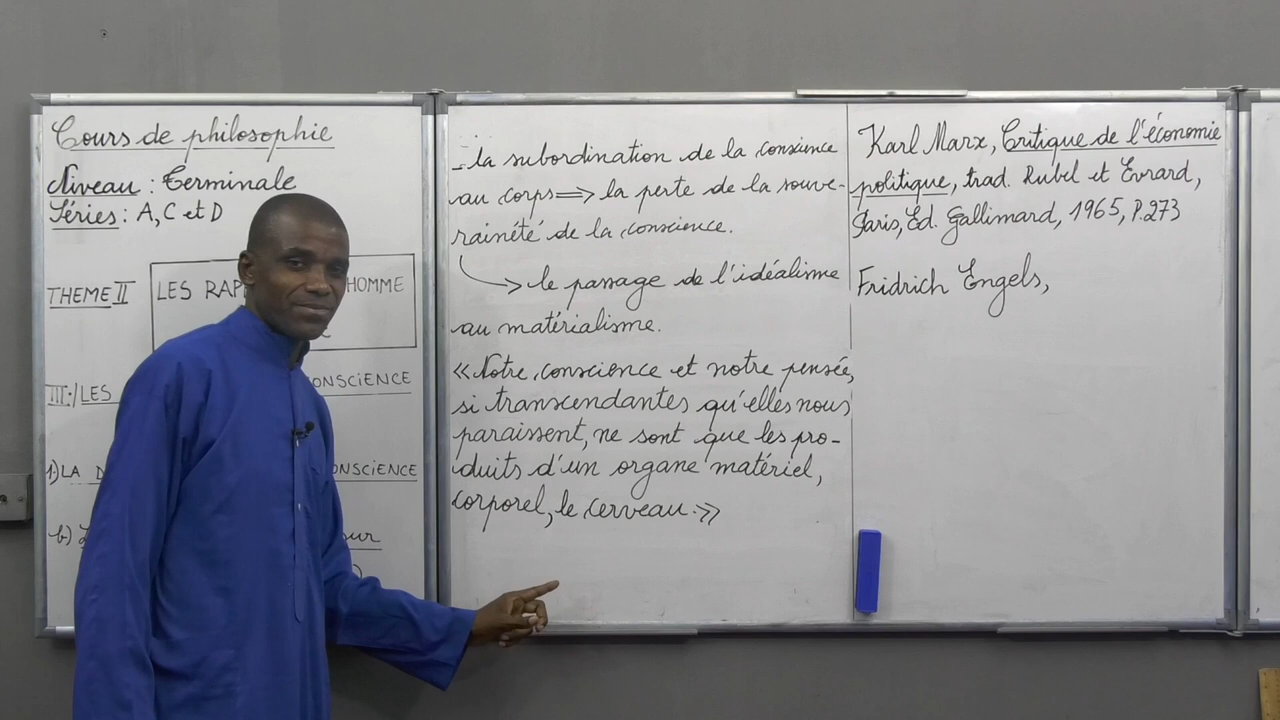 Cours de philosophie
Niveau : Terminale
Séries : A, C et D
THEME II
LES RAP HOMME
III:/LES ONSCIENCE
1.)LA D ONSCIENCE
b) sur
- la subordination de la conscience
au corps ⟹ la perte de la souve-
raineté de la conscience.
→ le passage de l'idéalisme
au matérialisme.
« Notre conscience et notre pensée,
si transcendantes qu'elles nous
paraissent, ne sont que les pro-
duits d'un organe matériel,
corporel, le cerveau.»
Karl Marx, Critique de l'économie
politique, trad. Rubel et Evrard,
Paris, Ed. Gallimard, 1965, P.273
Fridrich Engels,